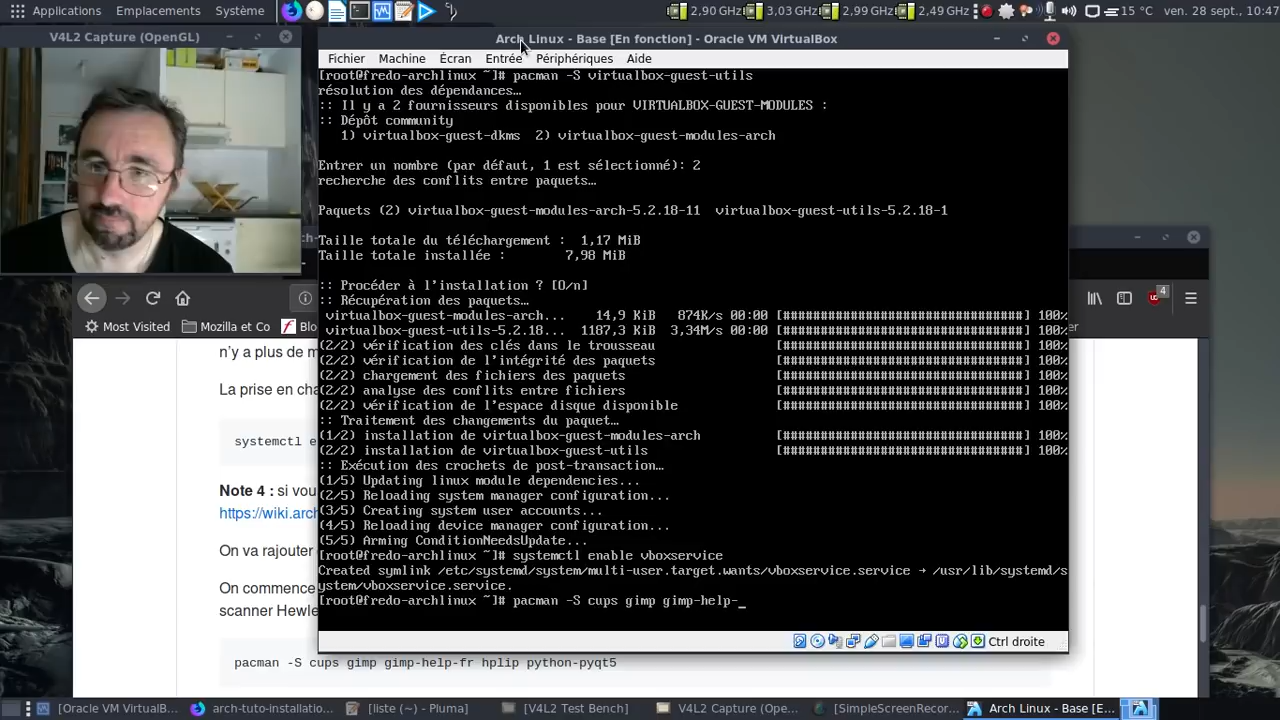 Applications Emplacements Système
2,90 GHz 3,03 GHz 2,99 GHz 2,49 GHz 15 °C ven. 28 sept., 10:47
V4L2 Capture (OpenGL)
Arch Linux - Base [En fonction] - Oracle VM VirtualBox
Fichier Machine Écran Entrée Périphériques Aide
[root@fredo-archlinux ~]# pacman -S virtualbox-guest-utils
résolution des dépendances…
:: Il y a 2 fournisseurs disponibles pour VIRTUALBOX-GUEST-MODULES :
:: Dépôt community
1) virtualbox-guest-dkms 2) virtualbox-guest-modules-arch
Entrer un nombre (par défaut, 1 est sélectionné): 2
recherche des conflits entre paquets…
Paquets (2) virtualbox-guest-modules-arch-5.2.18-11 virtualbox-guest-utils-5.2.18-1
Taille totale du téléchargement : 1,17 MiB
Taille totale installée : 7,98 MiB
:: Procéder à l'installation ? [O/n]
:: Récupération des paquets…
virtualbox-guest-modules-arch... 14,9 KiB 874K/s 00:00 [################################] 100%
virtualbox-guest-utils-5.2.18... 1187,3 KiB 3,34M/s 00:00 [################################] 100%
(2/2) vérification des clés dans le trousseau [################################] 100%
(2/2) vérification de l'intégrité des paquets [################################] 100%
(2/2) chargement des fichiers des paquets [################################] 100%
(2/2) analyse des conflits entre fichiers [################################] 100%
(2/2) vérification de l'espace disque disponible [################################] 100%
:: Traitement des changements du paquet…
(1/2) installation de virtualbox-guest-modules-arch [################################] 100%
(2/2) installation de virtualbox-guest-utils [################################] 100%
:: Exécution des crochets de post-transaction…
(1/5) Updating linux module dependencies...
(2/5) Reloading system manager configuration...
(3/5) Creating system user accounts...
(4/5) Reloading device manager configuration...
(5/5) Arming ConditionNeedsUpdate...
[root@fredo-archlinux ~]# systemctl enable vboxservice
Created symlink /etc/systemd/system/multi-user.target.wants/vboxservice.service → /usr/lib/systemd/s
ystem/vboxservice.service.
[root@fredo-archlinux ~]# pacman -S cups gimp gimp-help-_
Ctrl droite
4
Most Visited Mozilla et Co
n'y a plus de
La prise en
systemctl
Note 4 : si
On va rajouter
On commence
scanner
pacman -S cups gimp gimp-help-fr hplip python-pyqt5
[Oracle VM VirtualB... arch-tuto-installatio... [liste (~) - Pluma] [V4L2 Test Bench] V4L2 Capture (Ope... [SimpleScreenRecor... Arch Linux - Base [E...